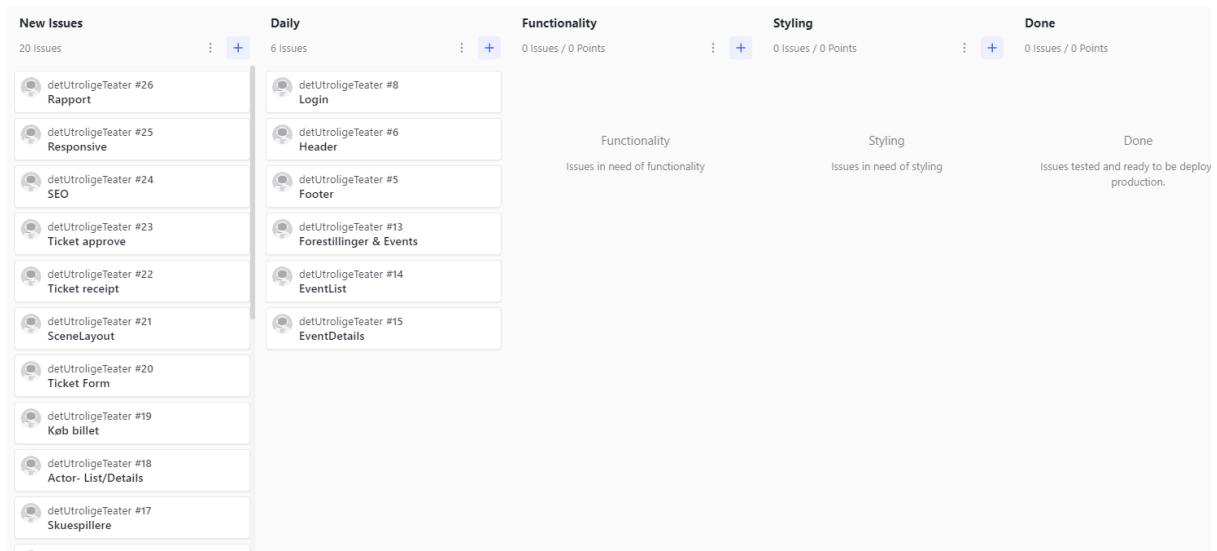 New Issues
20 Issues
detUtroligeTeater #26
Rapport
detUtroligeTeater #25
Responsive
detUtroligeTeater #24
SEO
detUtroligeTeater #23
Ticket approve
detUtroligeTeater #22
Ticket receipt
detUtroligeTeater #21
SceneLayout
detUtroligeTeater #20
Ticket Form
detUtroligeTeater #19
Køb billet
detUtroligeTeater #18
Actor- List/Details
detUtroligeTeater #17
Skuespillere
Daily
6 Issues
detUtroligeTeater #8
Login
detUtroligeTeater #6
Header
detUtroligeTeater #5
Footer
detUtroligeTeater #13
Forestillinger & Events
detUtroligeTeater #14
EventList
detUtroligeTeater #15
EventDetails
Functionality
0 Issues / 0 Points
Functionality
Issues in need of functionality
Styling
0 Issues / 0 Points
Styling
Issues in need of styling
Done
0 Issues / 0 Points
Done
Issues tested and ready to be deploy
production.